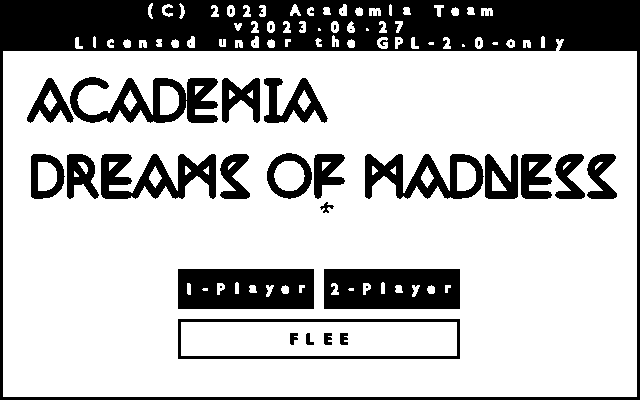 (C) 2023 Academia Team
v2023.06.27
Licensed under the GPL-2.0-only
ACADEMIA
DREAMS OF MADNESS
1-Player 2-Player
FLEE